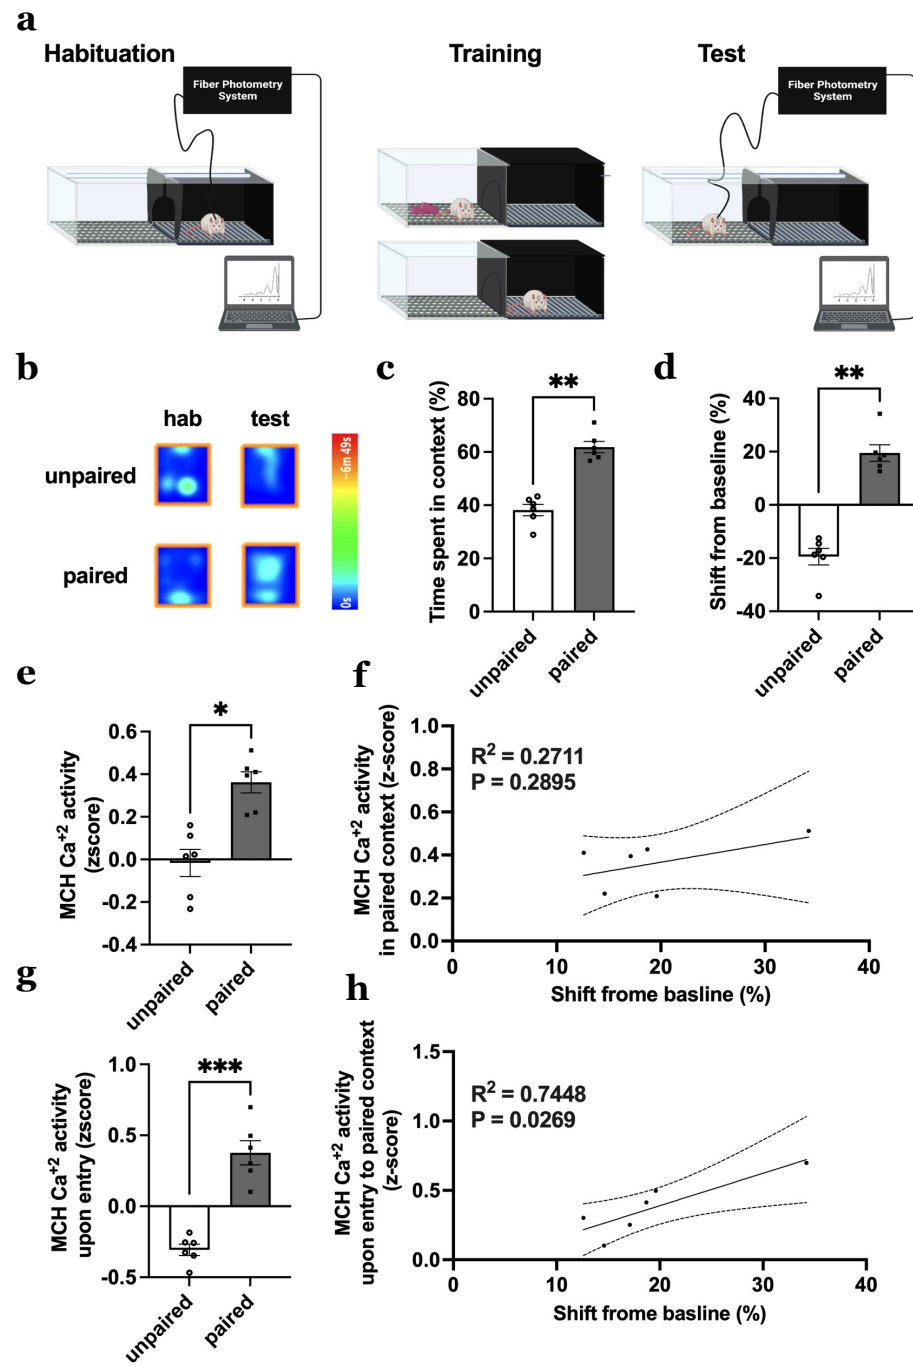 a
Habituation
Training
Test
Fiber Photometry
System
Fiber Photometry
System
b
hab
test
unpaired
paired
~6m 49s
0s
c
Time spent in context (%)
80
60
40
20
0
**
unpaired
paired
d
Shift from baseline (%)
40
20
0
-20
-40
**
unpaired
paired
e
MCH Ca+2 activity
(zscore)
0.6
0.4
0.2
0.0
-0.2
-0.4
*
unpaired
paired
f
MCH Ca+2 activity
in paired context (z-score)
1.0
0.8
0.6
0.4
0.2
0.0
R2 = 0.2711
P = 0.2895
0
10
20
30
40
Shift frome basline (%)
g
MCH Ca+2 activity
upon entry (zscore)
1.0
0.5
0.0
-0.5
***
unpaired
paired
h
MCH Ca+2 activity
upon entry to paired context
(z-score)
1.5
1.0
0.5
0.0
R2 = 0.7448
P = 0.0269
0
10
20
30
40
Shift frome basline (%)